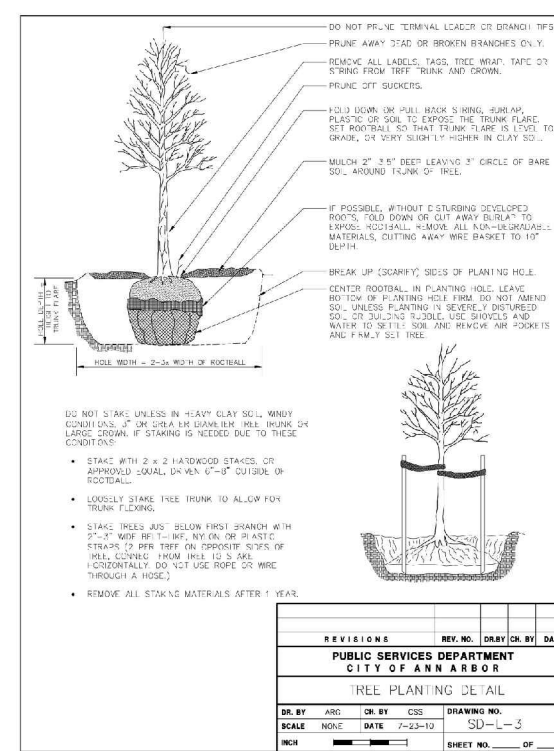 DO NOT PRUNE TERMINAL LEADER OR BRANCH TIPS
PRUNE AWAY DEAD OR BROKEN BRANCHES ONLY.
REMOVE ALL LABELS, TAGS, TREE WRAP, TAPE OR
STRING FROM TREE TRUNK AND CROWN.
PRUNE OFF SUCKERS.
FOLD DOWN OR PULL BACK STRING, BURLAP,
PLASTIC OR SOIL TO EXPOSE THE TRUNK FLARE.
SET ROOTBALL SO THAT TRUNK FLARE IS LEVEL TO
GRADE, OR VERY SLIGHTLY HIGHER IN CLAY SOIL.
MULCH 2"-3.5" DEEP LEAVING 3" CIRCLE OF BARE
SOIL AROUND TRUNK OF TREE.
IF POSSIBLE, WITHOUT DISTURBING DEVELOPED
ROOTS, FOLD DOWN OR CUT AWAY BURLAP TO
EXPOSE ROOTBALL. REMOVE ALL NON-DEGRADABLE
MATERIALS, CUTTING AWAY WIRE BASKET TO 10"
DEPTH.
BREAK UP (SCARIFY) SIDES OF PLANTING HOLE.
CENTER ROOTBALL IN PLANTING HOLE. LEAVE
BOTTOM OF PLANTING HOLE FIRM. DO NOT AMEND
SOIL UNLESS PLANTING IN SEVERELY DISTURBED
SOIL OR BUILDING RUBBLE. USE SHOVELS AND
WATER TO SETTLE SOIL AND REMOVE AIR POCKETS
AND FIRMLY SET TREE.
HOLE DEPTH =
HEIGHT TO
TRUNK FLARE
HOLE WIDTH = 2-3x WIDTH OF ROOTBALL
DO NOT STAKE UNLESS IN HEAVY CLAY SOIL, WINDY
CONDITIONS, 3" OR GREATER DIAMETER TREE TRUNK OR
LARGE CROWN. IF STAKING IS NEEDED DUE TO THESE
CONDITIONS:
• STAKE WITH 2 x 2 HARDWOOD STAKES, OR
APPROVED EQUAL, DRIVEN 6"-8" OUTSIDE OF
ROOTBALL.
• LOOSELY STAKE TREE TRUNK TO ALLOW FOR
TRUNK FLEXING.
• STAKE TREES JUST BELOW FIRST BRANCH WITH
2"-3" WIDE BELT-LIKE, NYLON OR PLASTIC
STRAPS (2 PER TREE ON OPPOSITE SIDES OF
TREE, CONNECT FROM TREE TO STAKE
HORIZONTALLY. DO NOT USE ROPE OR WIRE
THROUGH A HOSE.)
• REMOVE ALL STAKING MATERIALS AFTER 1 YEAR.
REVISIONS REV. NO. DR.BY CH. BY DA
PUBLIC SERVICES DEPARTMENT
CITY OF ANN ARBOR
TREE PLANTING DETAIL
DR. BY ARG CH. BY CSS DRAWING NO.
SCALE NONE DATE 7-23-10 SD-L-3
INCH SHEET NO. ____ OF